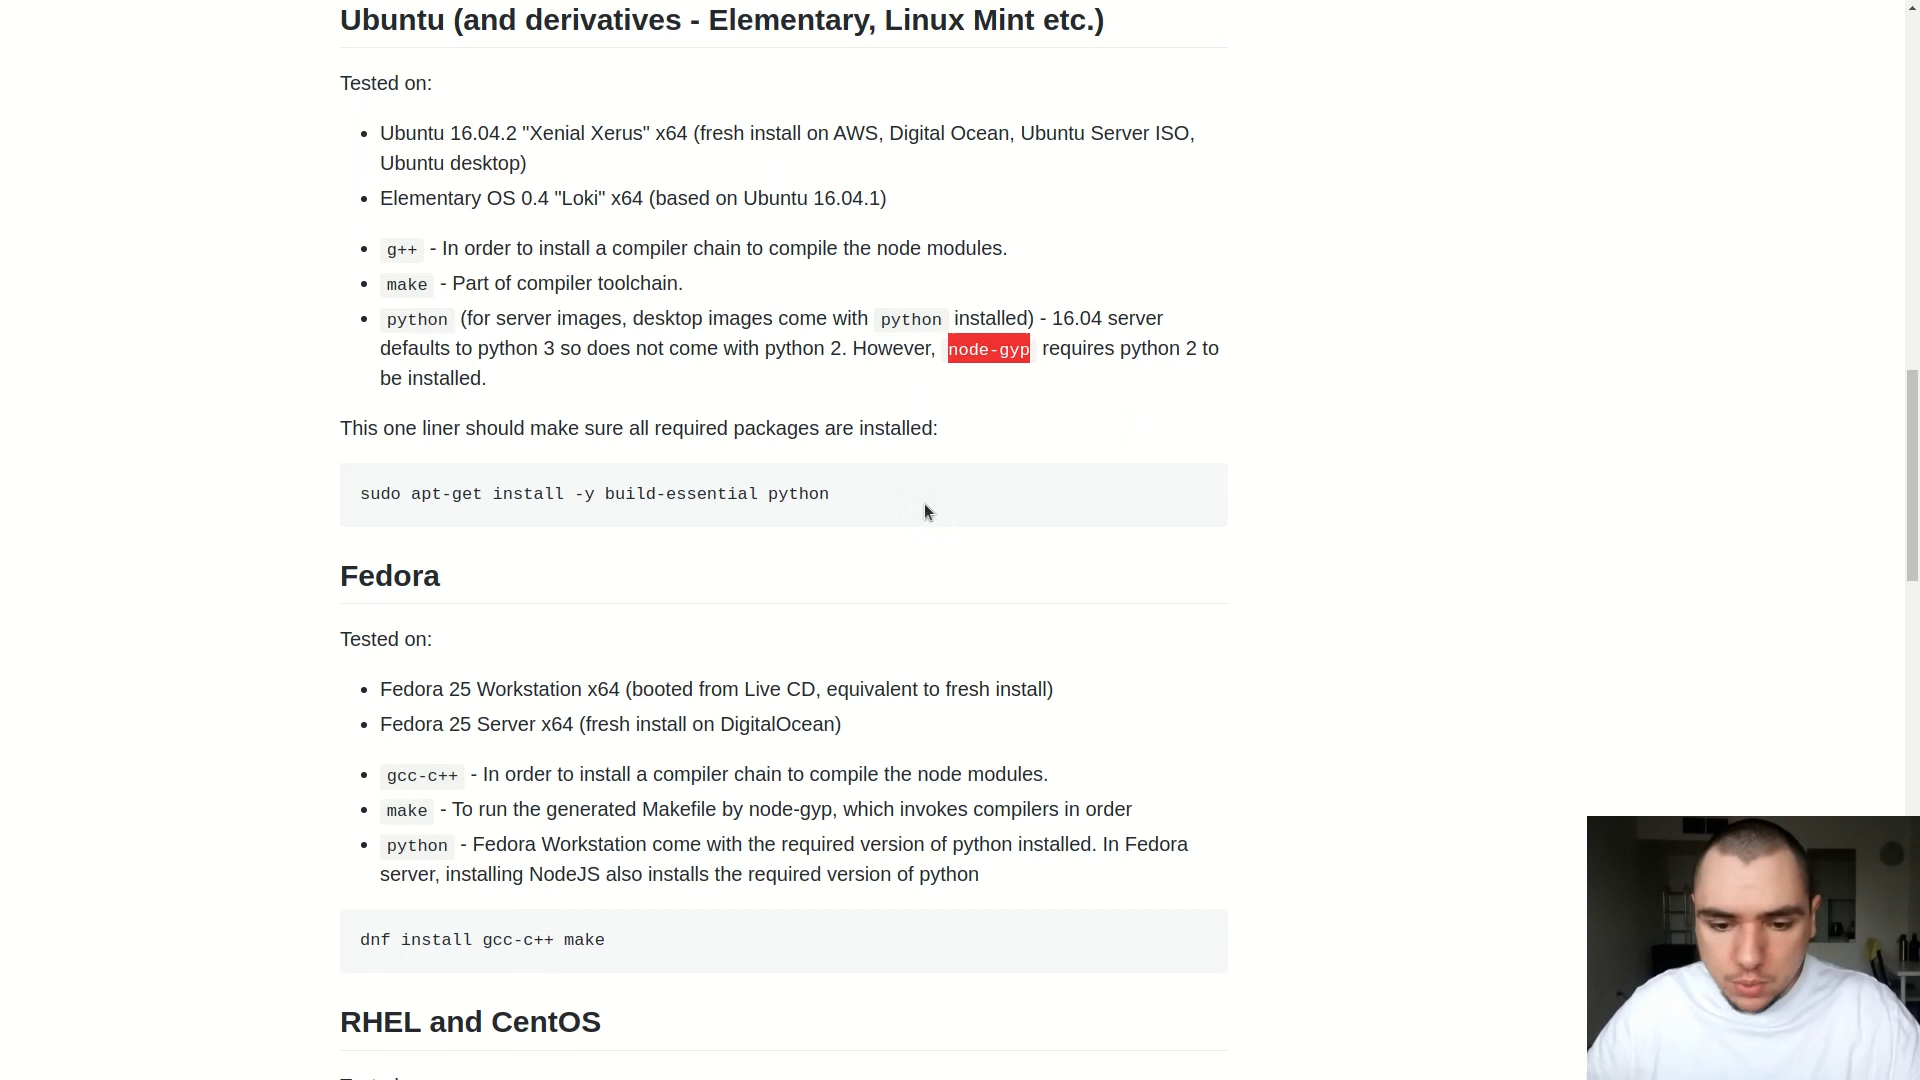 Ubuntu (and derivatives - Elementary, Linux Mint etc.)
Tested on:
Ubuntu 16.04.2 "Xenial Xerus" x64 (fresh install on AWS, Digital Ocean, Ubuntu Server ISO,
Ubuntu desktop)
Elementary OS 0.4 "Loki" x64 (based on Ubuntu 16.04.1)
g++ - In order to install a compiler chain to compile the node modules.
make - Part of compiler toolchain.
python (for server images, desktop images come with python installed) - 16.04 server
defaults to python 3 so does not come with python 2. However, node-gyp requires python 2 to
be installed.
This one liner should make sure all required packages are installed:
sudo apt-get install -y build-essential python
Fedora
Tested on:
Fedora 25 Workstation x64 (booted from Live CD, equivalent to fresh install)
Fedora 25 Server x64 (fresh install on DigitalOcean)
gcc-c++ - In order to install a compiler chain to compile the node modules.
make - To run the generated Makefile by node-gyp, which invokes compilers in order
python - Fedora Workstation come with the required version of python installed. In Fedora
server, installing NodeJS also installs the required version of python
dnf install gcc-c++ make
RHEL and CentOS